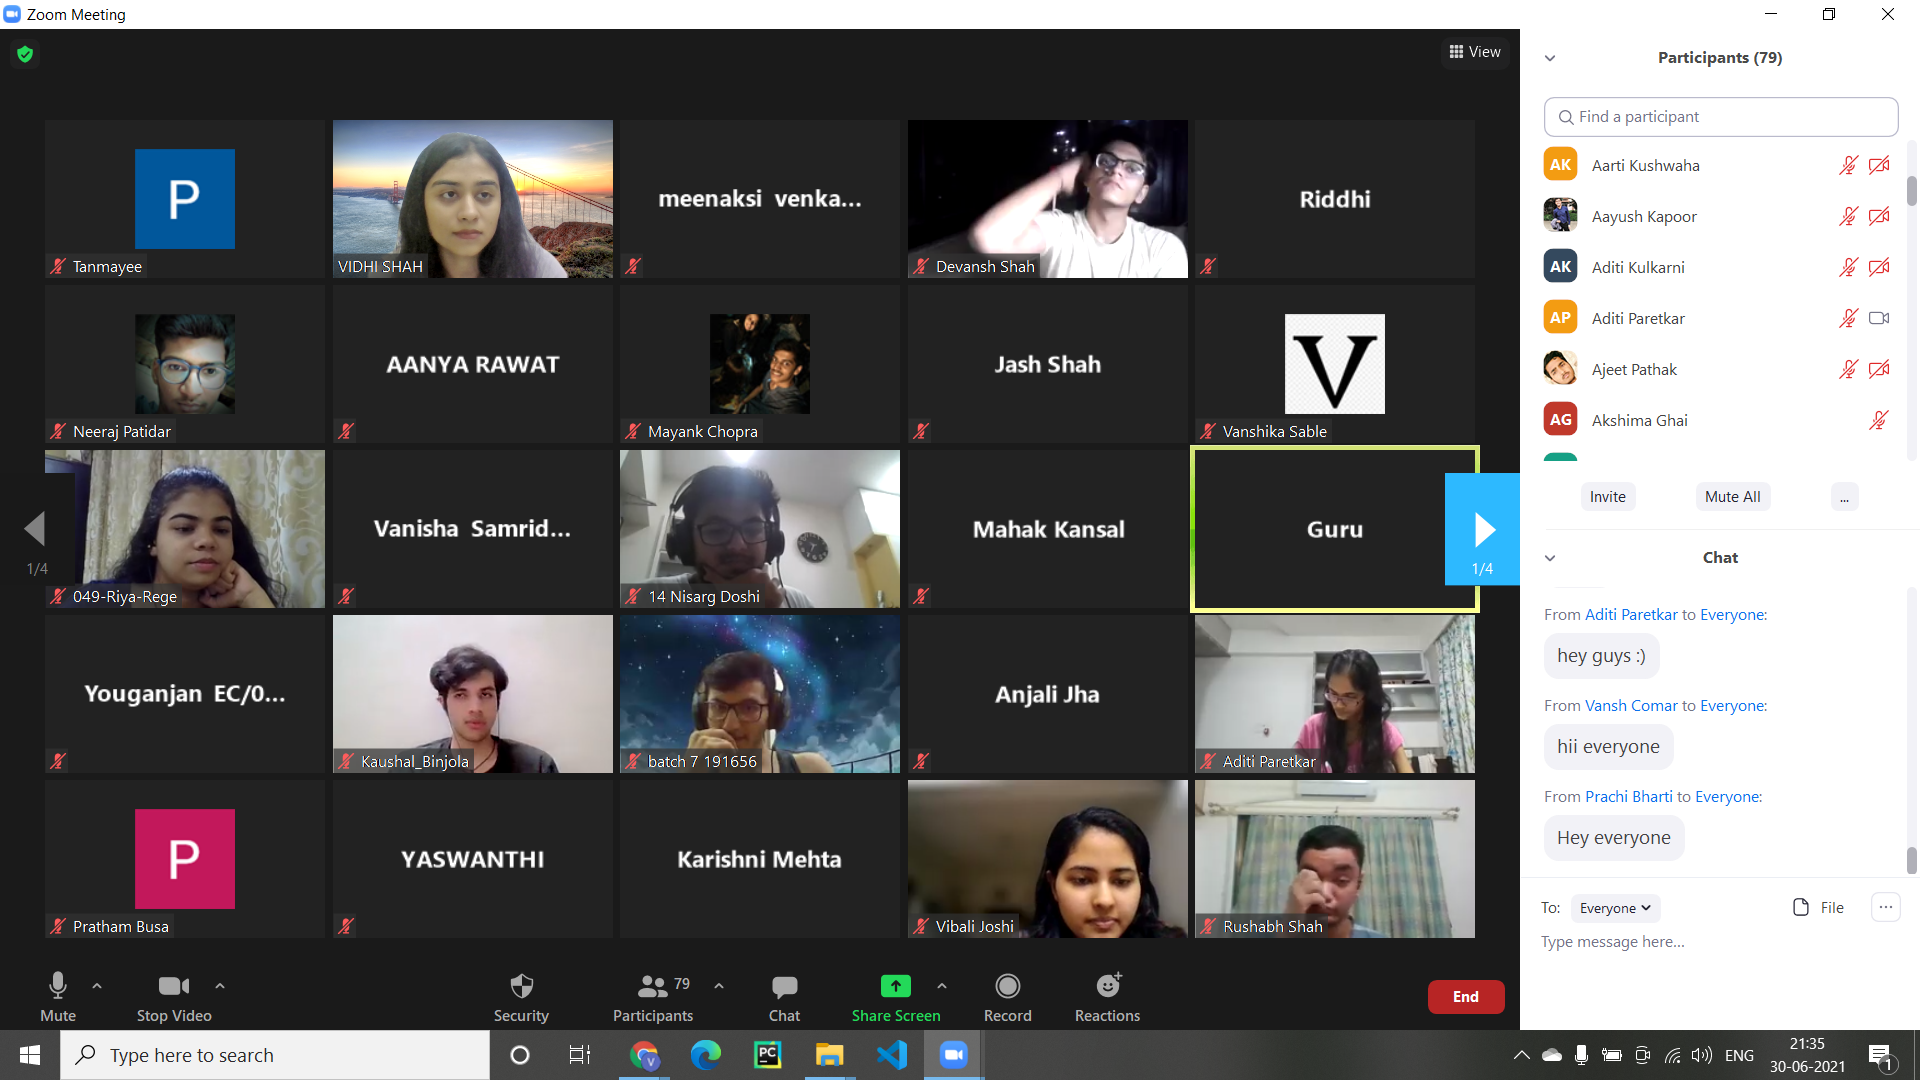 Zoom Meeting
View
P
Tanmayee
VIDHI SHAH
meenaksi venka...
Devansh Shah
Riddhi
Neeraj Patidar
AANYA RAWAT
Mayank Chopra
Jash Shah
V
Vanshika Sable
049-Riya-Rege
Vanisha Samrid...
14 Nisarg Doshi
Mahak Kansal
Guru
1/4
1/4
Youganjan EC/0...
Kaushal_Binjola
batch 7 191656
Anjali Jha
Aditi Paretkar
P
Pratham Busa
YASWANTHI
Karishni Mehta
Vibali Joshi
Rushabh Shah
Mute
Stop Video
Security
79
Participants
Chat
Share Screen
Record
Reactions
End
Participants (79)
Find a participant
AK Aarti Kushwaha
Aayush Kapoor
AK Aditi Kulkarni
AP Aditi Paretkar
Ajeet Pathak
AG Akshima Ghai
Invite Mute All ...
Chat
From Aditi Paretkar to Everyone:
hey guys :)
From Vansh Comar to Everyone:
hii everyone
From Prachi Bharti to Everyone:
Hey everyone
To: Everyone File ...
Type message here...
Type here to search
V
PC
ENG
21:35
30-06-2021
1